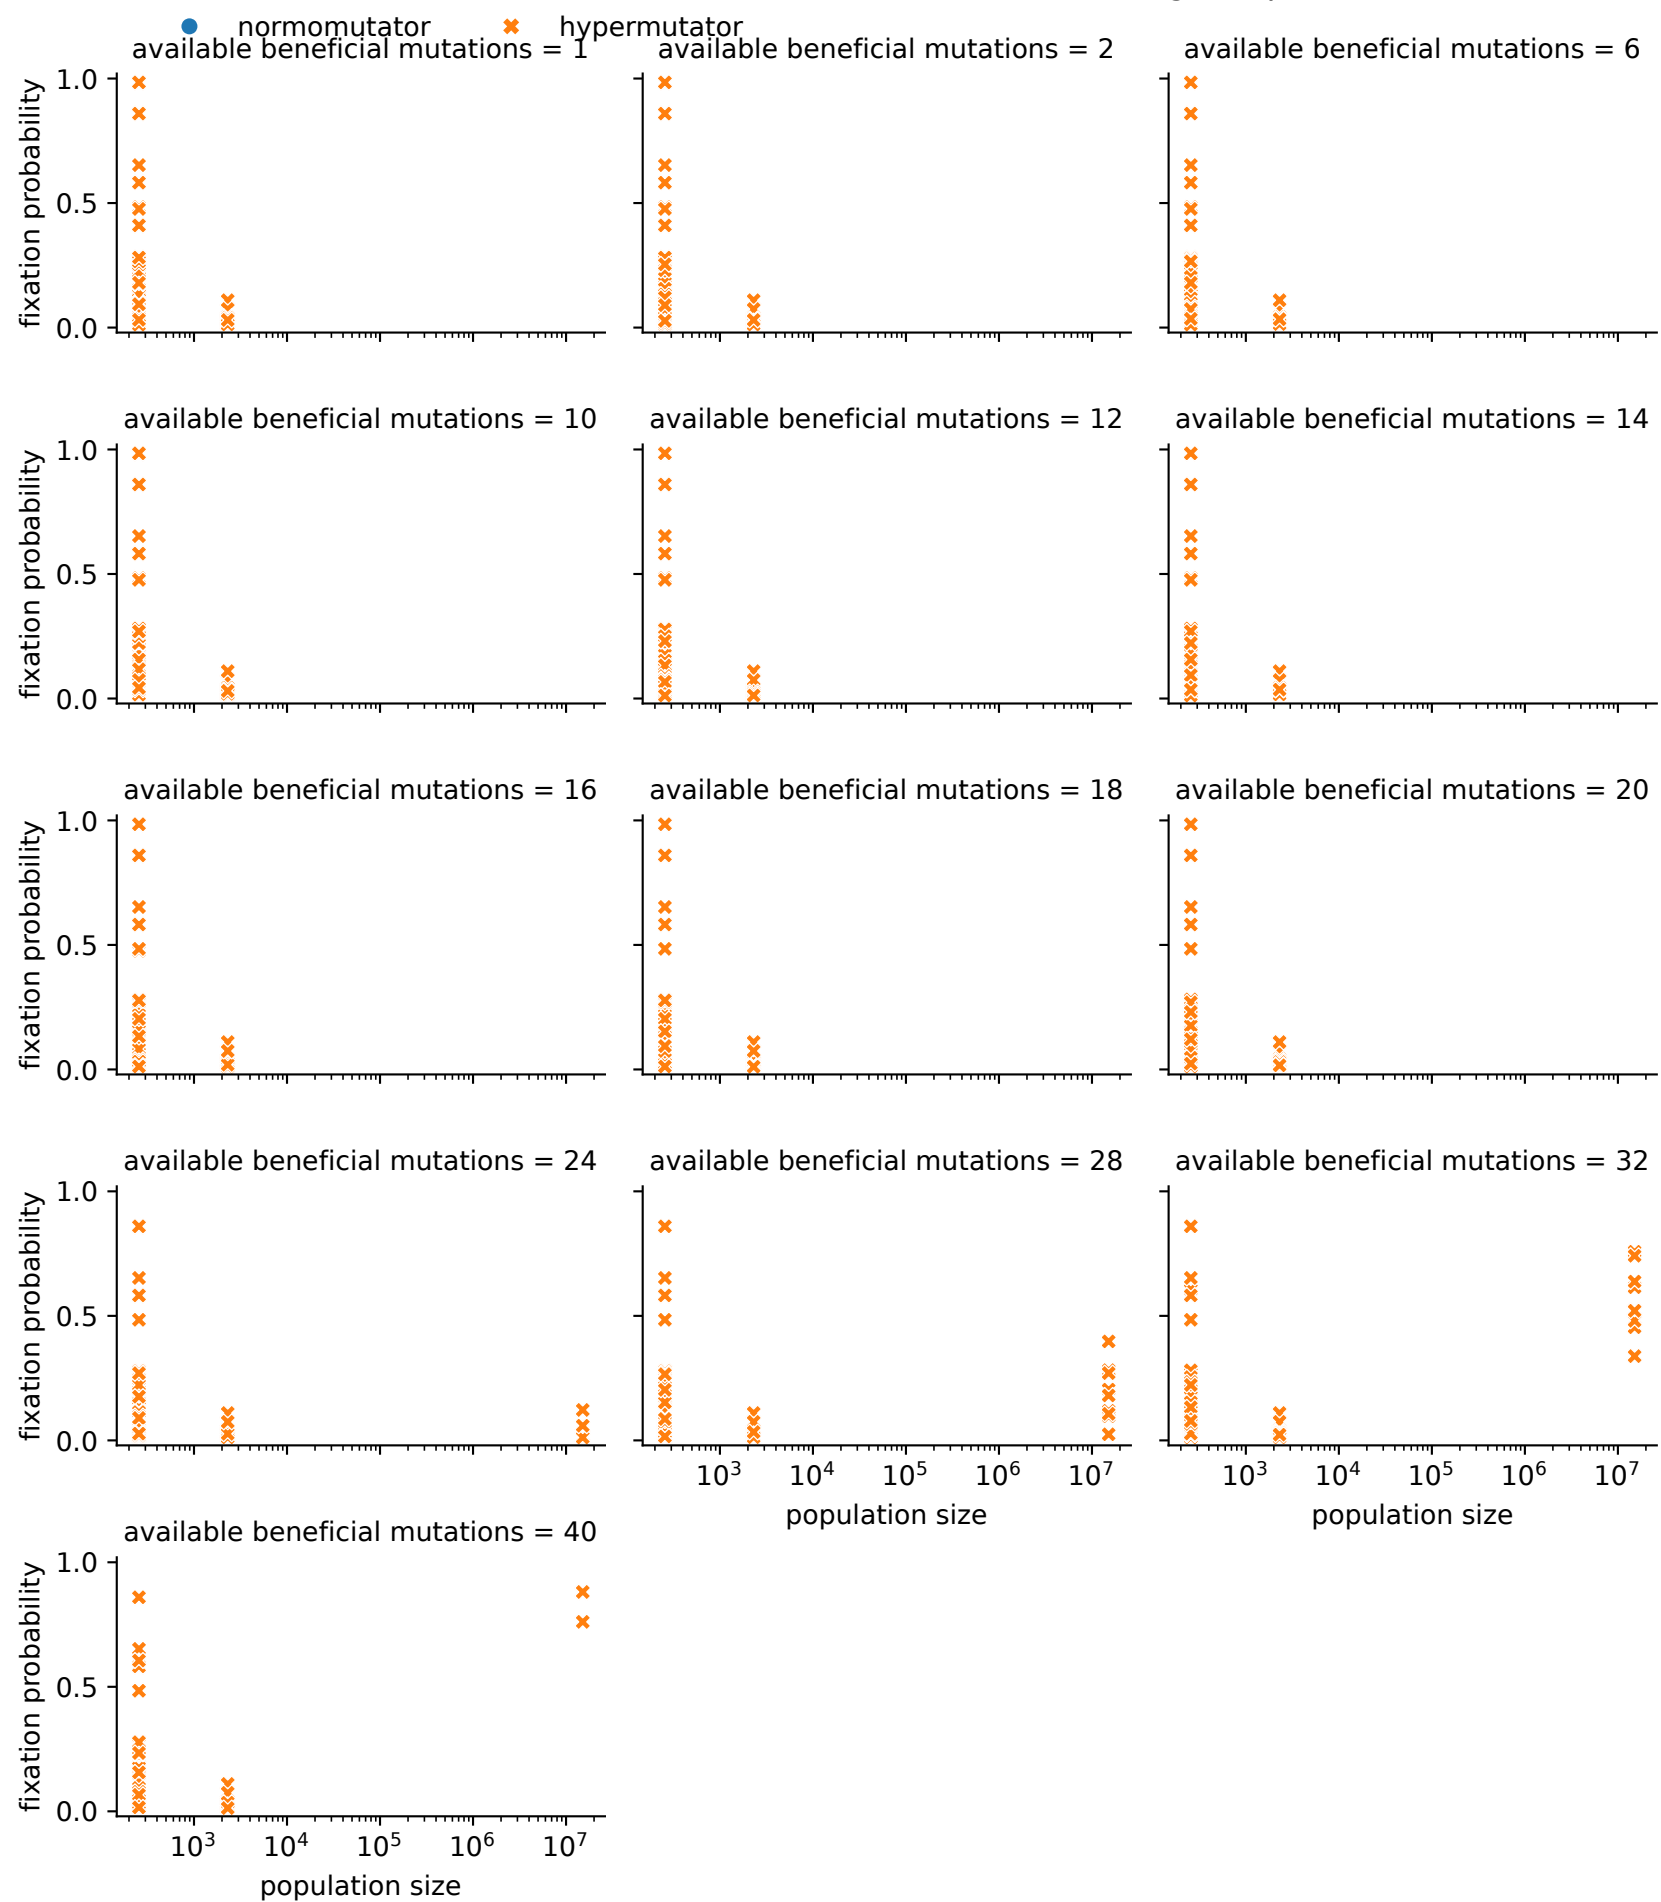 normomutator hypermutator
available beneficial mutations = 1 available beneficial mutations = 2 available beneficial mutations = 6
fixation probability
1.0
0.5
0.0
available beneficial mutations = 10 available beneficial mutations = 12 available beneficial mutations = 14
fixation probability
1.0
0.5
0.0
available beneficial mutations = 16 available beneficial mutations = 18 available beneficial mutations = 20
fixation probability
1.0
0.5
0.0
available beneficial mutations = 24 available beneficial mutations = 28 available beneficial mutations = 32
fixation probability
1.0
0.5
0.0
10³ 10⁴ 10⁵ 10⁶ 10⁷ 10³ 10⁴ 10⁵ 10⁶ 10⁷
population size population size
available beneficial mutations = 40
fixation probability
1.0
0.5
0.0
10³ 10⁴ 10⁵ 10⁶ 10⁷
population size